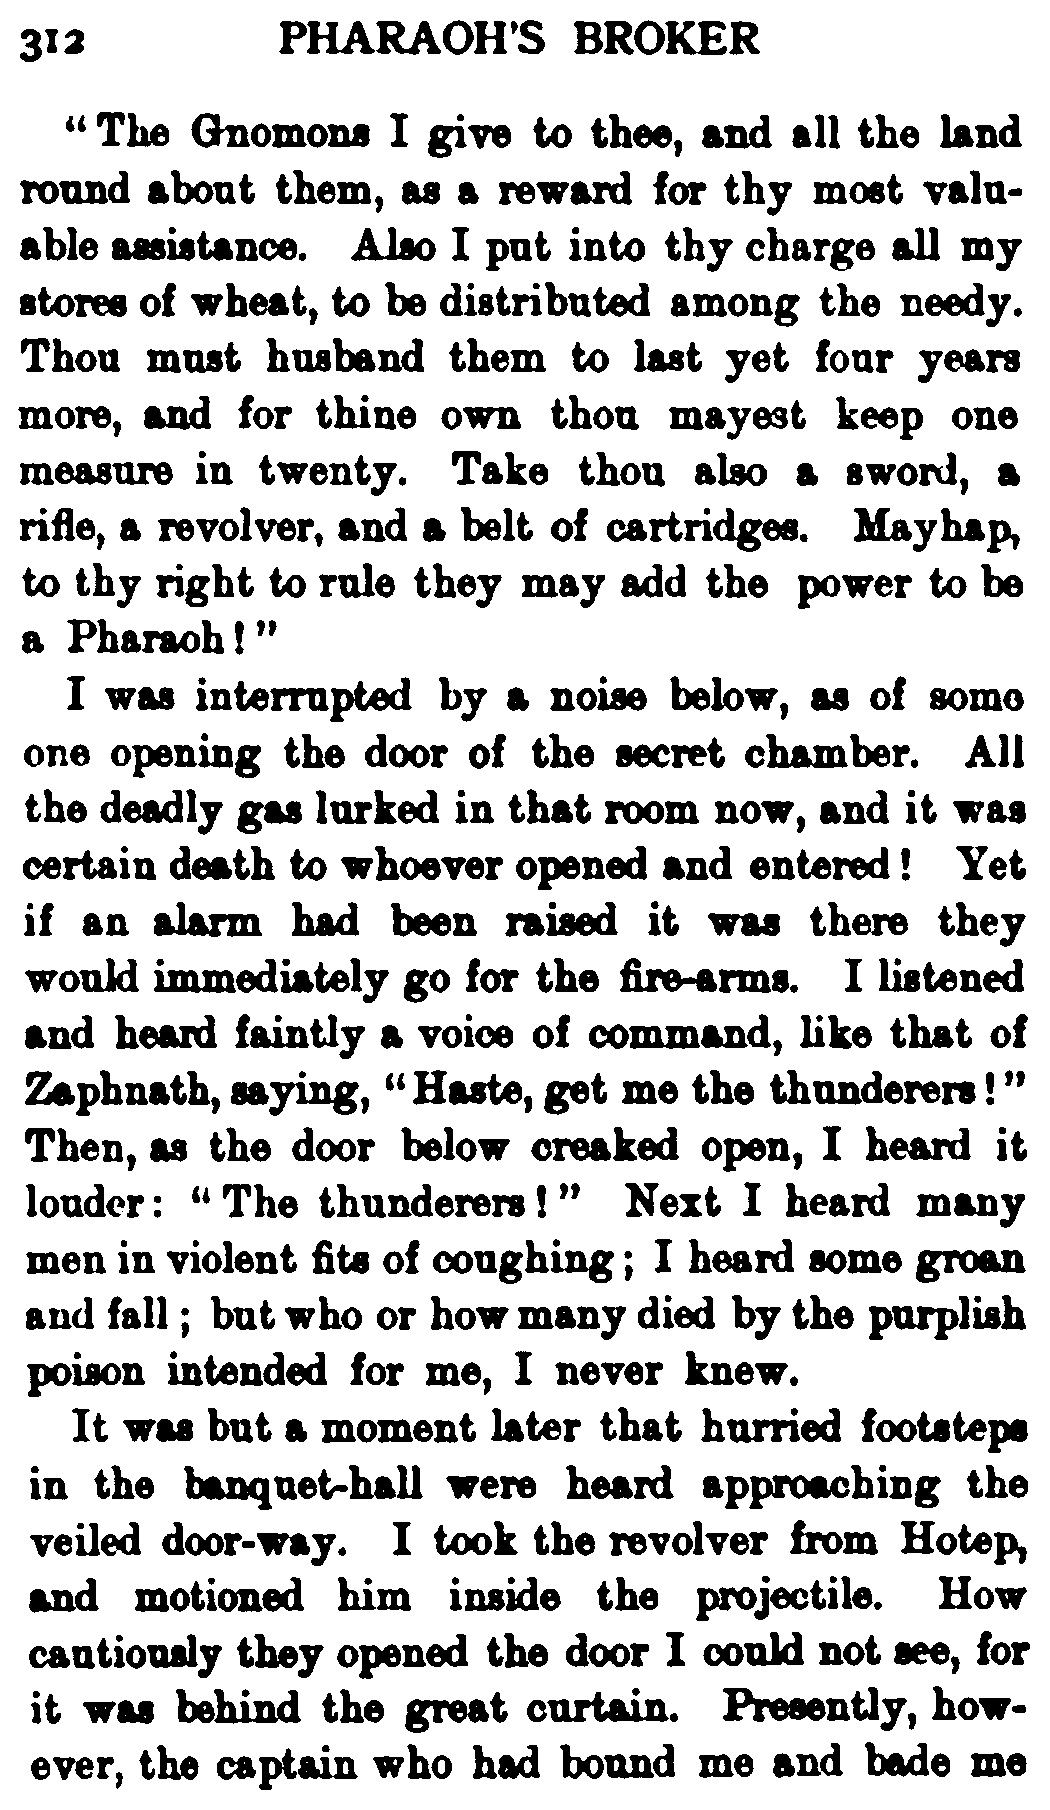 312 PHARAOH'S BROKER
"The Gnomons I give to thee, and all the land
round about them, as a reward for thy most valu-
able assistance. Also I put into thy charge all my
stores of wheat, to be distributed among the needy.
Thou must husband them to last yet four years
more, and for thine own thou mayest keep one
measure in twenty. Take thou also a sword, a
rifle, a revolver, and a belt of cartridges. Mayhap,
to thy right to rule they may add the power to be
a Pharaoh!"
I was interrupted by a noise below, as of some
one opening the door of the secret chamber. All
the deadly gas lurked in that room now, and it was
certain death to whoever opened and entered! Yet
if an alarm had been raised it was there they
would immediately go for the fire-arms. I listened
and heard faintly a voice of command, like that of
Zaphnath, saying, "Haste, get me the thunderers!"
Then, as the door below creaked open, I heard it
louder: "The thunderers!" Next I heard many
men in violent fits of coughing; I heard some groan
and fall; but who or how many died by the purplish
poison intended for me, I never knew.
It was but a moment later that hurried footsteps
in the banquet-hall were heard approaching the
veiled door-way. I took the revolver from Hotep,
and motioned him inside the projectile. How
cautiously they opened the door I could not see, for
it was behind the great curtain. Presently, how-
ever, the captain who had bound me and bade me